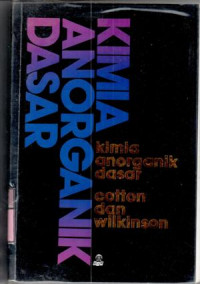 KIMIA
ANORGANIK
DASAR
kimia
anorganik
dasar
cotton
dan
wilkinson